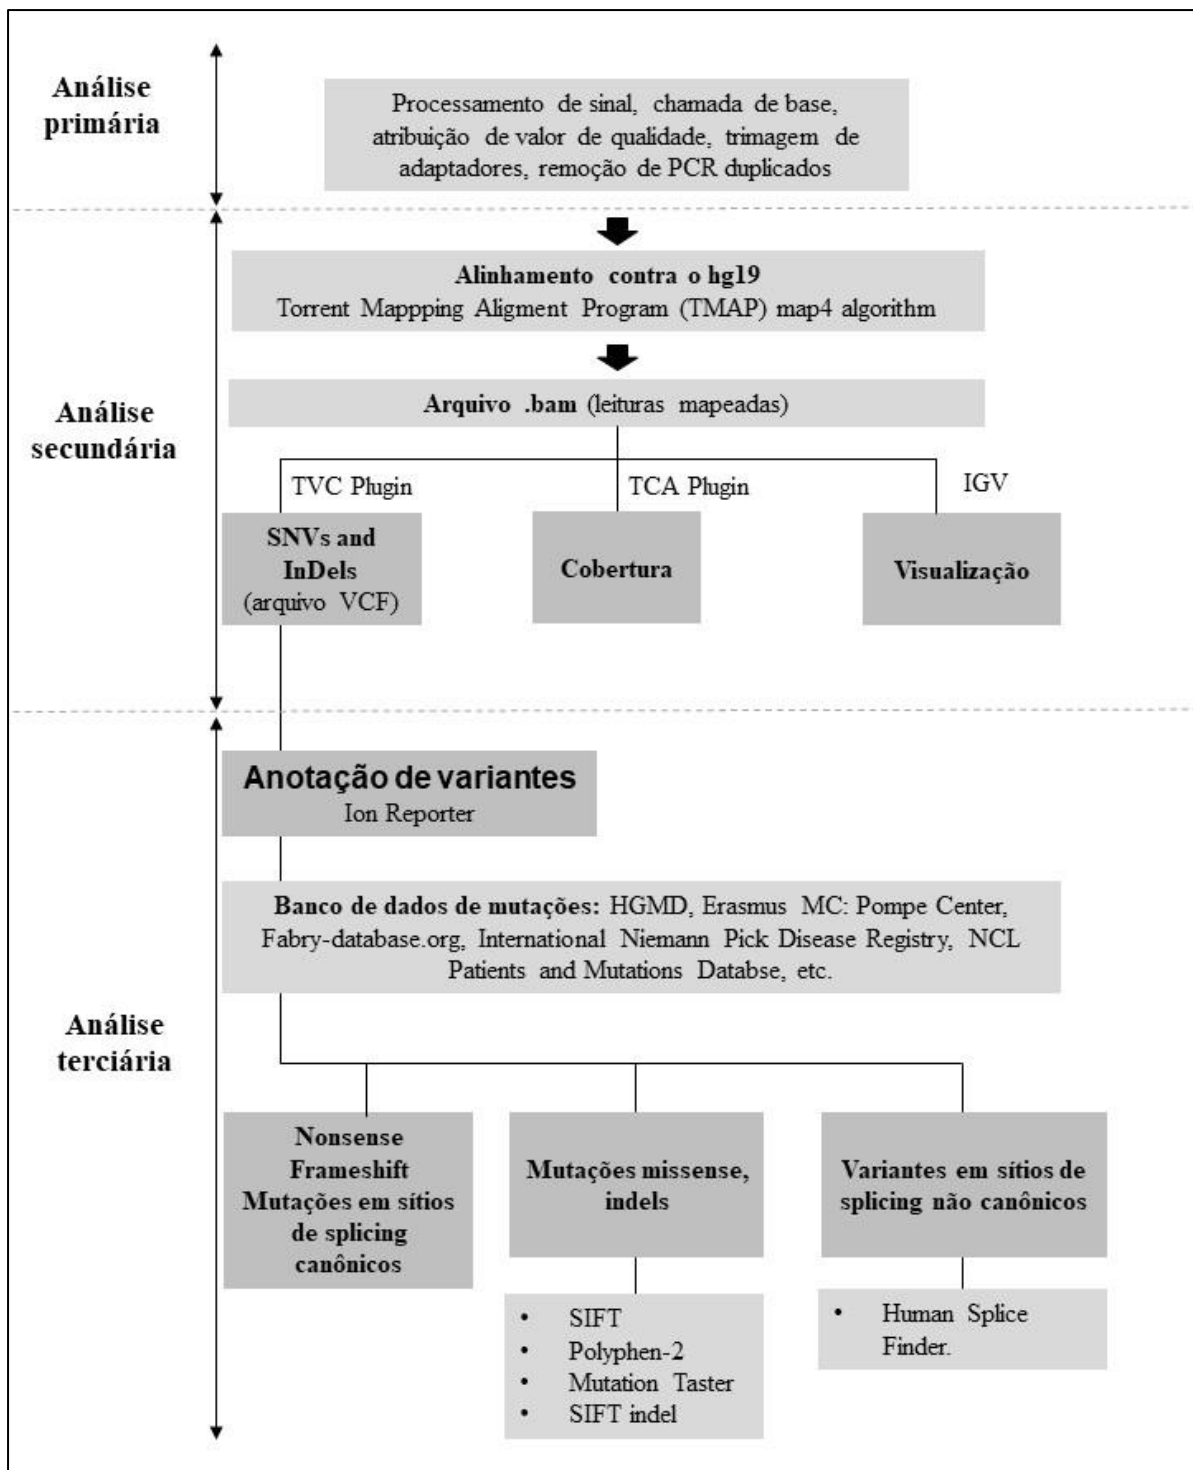 Análise
primária
Processamento de sinal, chamada de base,
atribuição de valor de qualidade, trimagem de
adaptadores, remoção de PCR duplicados
Análise
secundária
Alinhamento contra o hg19
Torrent Mappping Aligment Program (TMAP) map4 algorithm
Arquivo .bam (leituras mapeadas)
TVC Plugin
TCA Plugin
IGV
SNVs and
InDels
(arquivo VCF)
Cobertura
Visualização
Análise
terciária
Anotação de variantes
Ion Reporter
Banco de dados de mutações: HGMD, Erasmus MC: Pompe Center,
Fabry-database.org, International Niemann Pick Disease Registry, NCL
Patients and Mutations Databse, etc.
Nonsense
Frameshift
Mutações em sítios
de splicing
canônicos
Mutações missense,
indels
Variantes em sítios de
splicing não canônicos
• SIFT
• Polyphen-2
• Mutation Taster
• SIFT indel
• Human Splice
Finder.